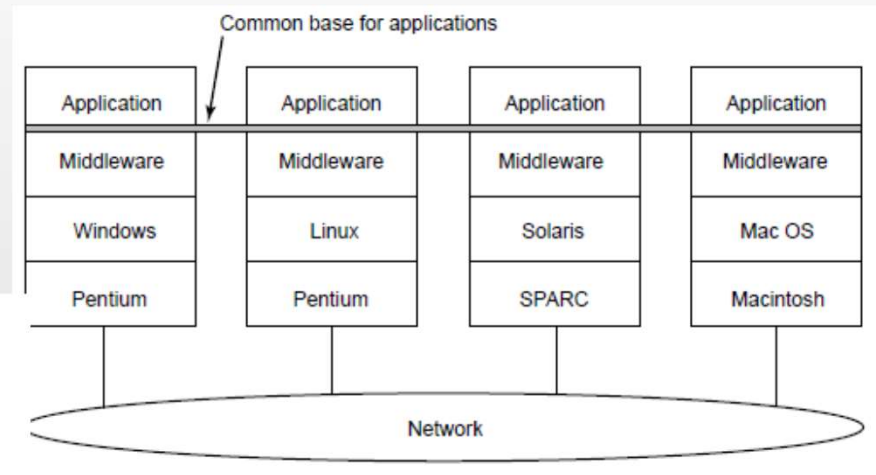 Common base for applications
Application Application Application Application
Middleware Middleware Middleware Middleware
Windows Linux Solaris Mac OS
Pentium Pentium SPARC Macintosh
Network